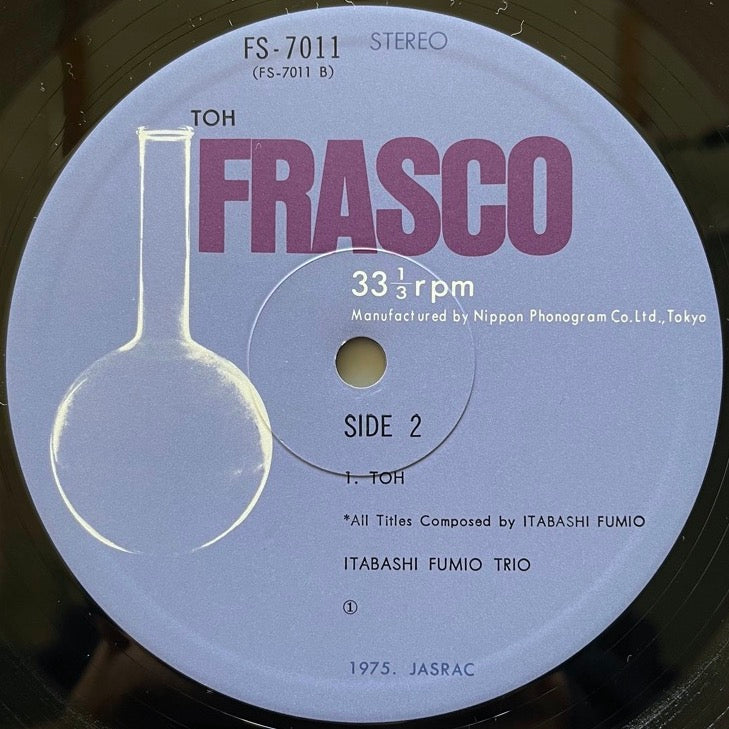 FS-7011 STEREO
(FS-7011 B)
TOH
FRASCO
33 1/3 rpm
Manufactured by Nippon Phonogram Co.Ltd.,Tokyo
SIDE 2
1. TOH
*All Titles Composed by ITABASHI FUMIO
ITABASHI FUMIO TRIO
①
1975. JASRAC